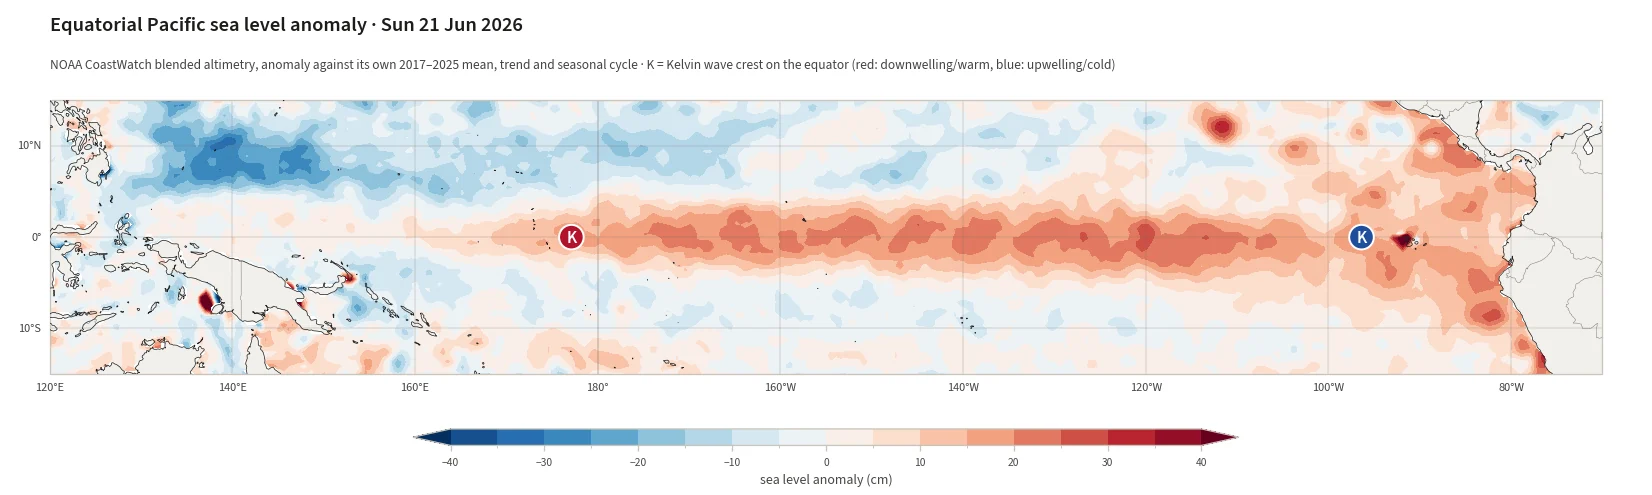 Equatorial Pacific sea level anomaly · Sun 21 Jun 2026
NOAA CoastWatch blended altimetry, anomaly against its own 2017–2025 mean, trend and seasonal cycle · K = Kelvin wave crest on the equator (red: downwelling/warm, blue: upwelling/cold)
10°N
0°
K
K
10°S
120°E 140°E 160°E 180° 160°W 140°W 120°W 100°W 80°W
−40 −30 −20 −10 0 10 20 30 40
sea level anomaly (cm)